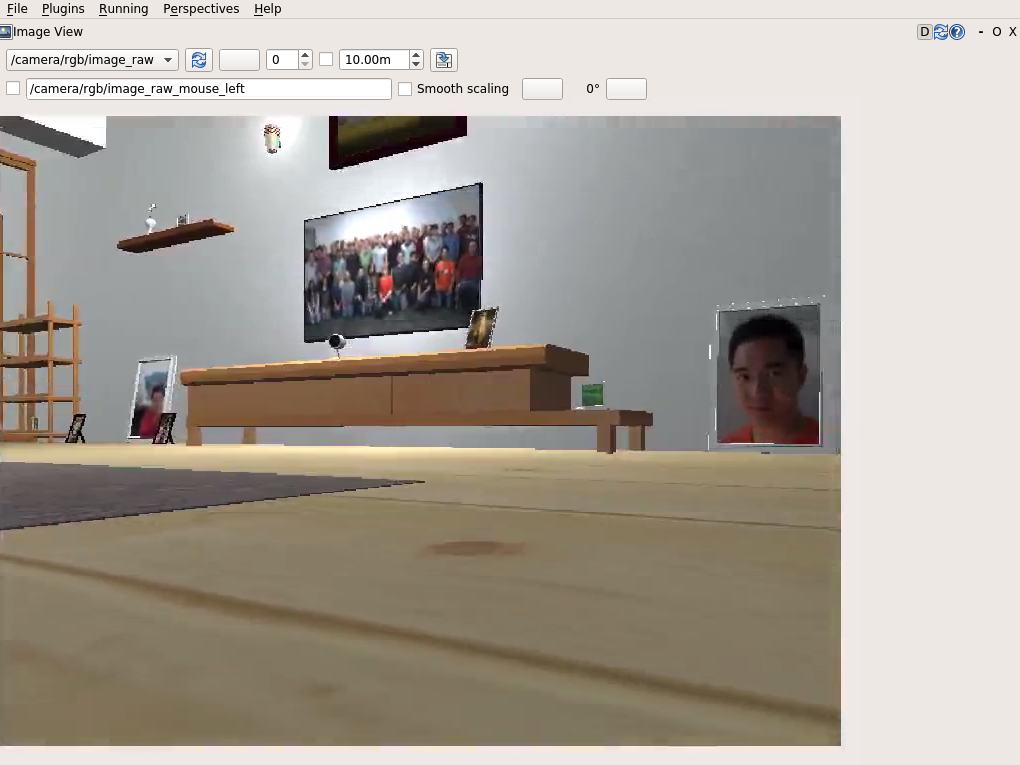 File Plugins Running Perspectives Help
Image View D - O X
/camera/rgb/image_raw 0 10.00m
/camera/rgb/image_raw_mouse_left Smooth scaling 0°